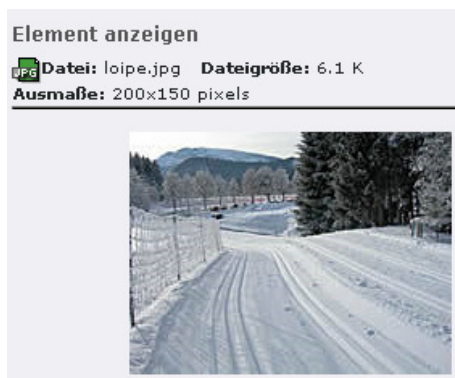 Element anzeigen
JPG Datei: loipe.jpg Dateigröße: 6.1 K
Ausmaße: 200x150 pixels